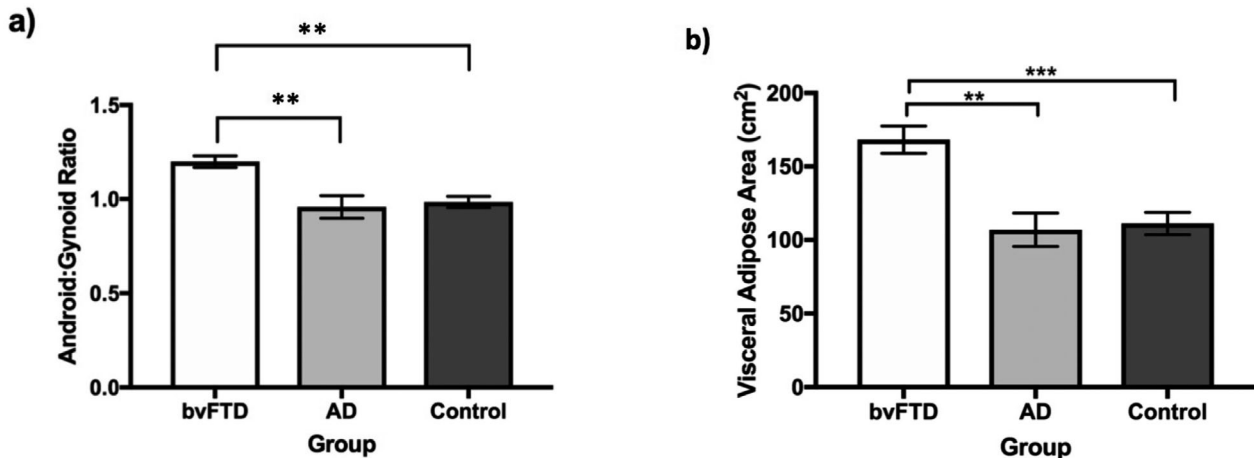 a)
**
**
1.5
1.0
0.5
0.0
Android:Gynoid Ratio
bvFTD AD Control
Group
b)
***
**
200
150
100
50
0
Visceral Adipose Area (cm²)
bvFTD AD Control
Group